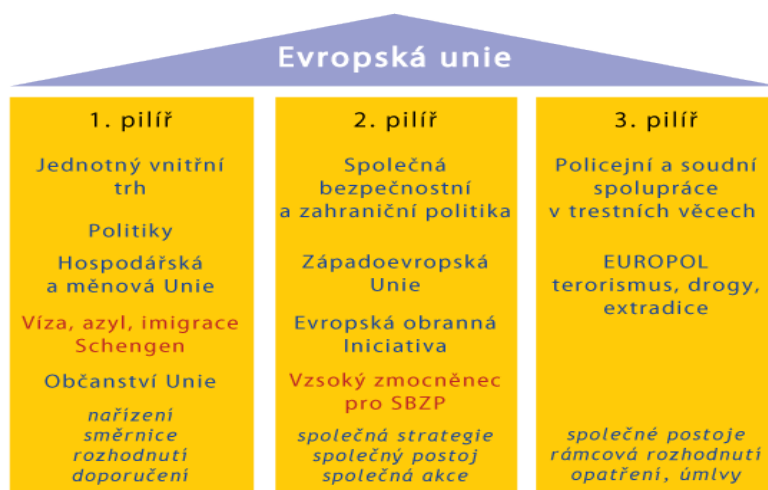 Evropská unie
1. pilíř
Jednotný vnitřní
trh
Politiky
Hospodářská
a měnová Unie
Víza, azyl, imigrace
Schengen
Občanství Unie
nařízení
směrnice
rozhodnutí
doporučení
2. pilíř
Společná
bezpečnostní
a zahraniční politika
Západoevropská
Unie
Evropská obranná
Iniciativa
Vzsoký zmocněnec
pro SBZP
společná strategie
společný postoj
společná akce
3. pilíř
Policejní a soudní
spolupráce
v trestních věcech
EUROPOL
terorismus, drogy,
extradice
společné postoje
rámcová rozhodnutí
opatření, úmlvy